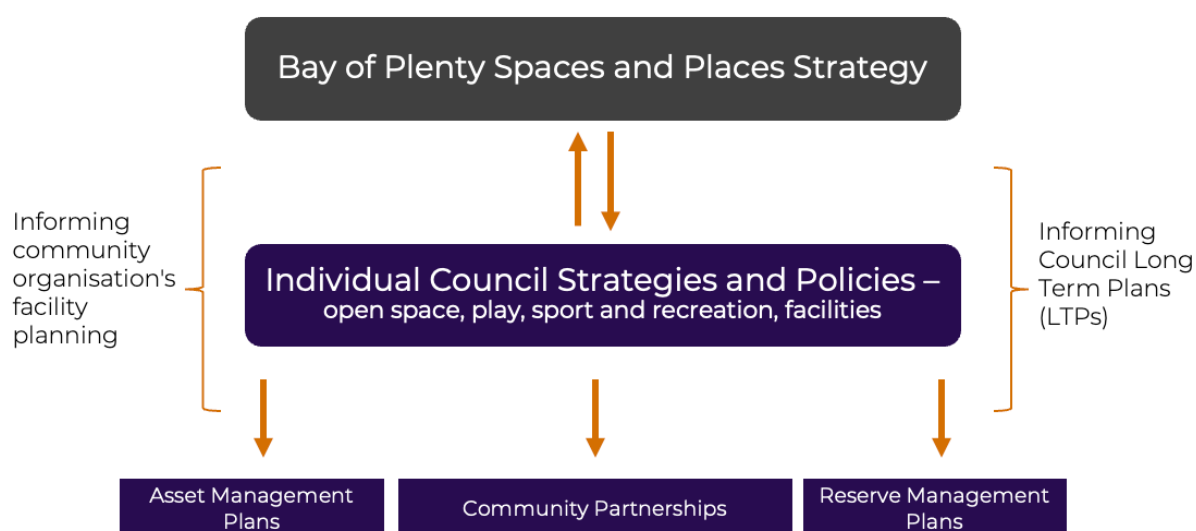 Bay of Plenty Spaces and Places Strategy
Informing
community
organisation's
facility
planning
Individual Council Strategies and Policies –
open space, play, sport and recreation, facilities
Informing
Council Long
Term Plans
(LTPs)
Asset Management
Plans
Community Partnerships
Reserve Management
Plans